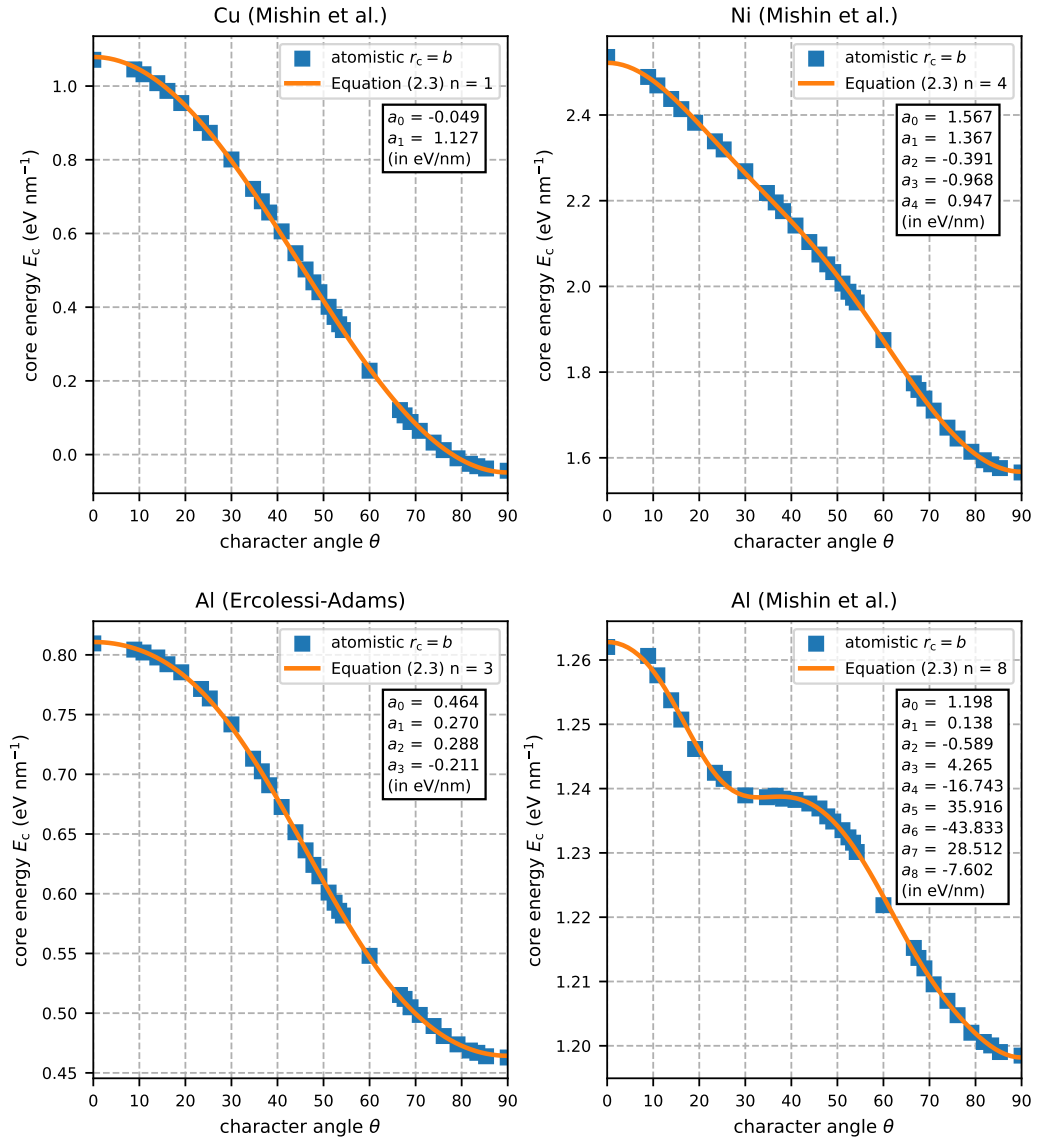 Cu (Mishin et al.)
core energy E_c (eV nm⁻¹)
1.0
0.8
0.6
0.4
0.2
0.0
0 10 20 30 40 50 60 70 80 90
character angle θ
atomistic r_c = b
Equation (2.3) n = 1
a_0 = -0.049
a_1 = 1.127
(in eV/nm)
Ni (Mishin et al.)
core energy E_c (eV nm⁻¹)
2.4
2.2
2.0
1.8
1.6
0 10 20 30 40 50 60 70 80 90
character angle θ
atomistic r_c = b
Equation (2.3) n = 4
a_0 = 1.567
a_1 = 1.367
a_2 = -0.391
a_3 = -0.968
a_4 = 0.947
(in eV/nm)
Al (Ercolessi-Adams)
core energy E_c (eV nm⁻¹)
0.80
0.75
0.70
0.65
0.60
0.55
0.50
0.45
0 10 20 30 40 50 60 70 80 90
character angle θ
atomistic r_c = b
Equation (2.3) n = 3
a_0 = 0.464
a_1 = 0.270
a_2 = 0.288
a_3 = -0.211
(in eV/nm)
Al (Mishin et al.)
core energy E_c (eV nm⁻¹)
1.26
1.25
1.24
1.23
1.22
1.21
1.20
0 10 20 30 40 50 60 70 80 90
character angle θ
atomistic r_c = b
Equation (2.3) n = 8
a_0 = 1.198
a_1 = 0.138
a_2 = -0.589
a_3 = 4.265
a_4 = -16.743
a_5 = 35.916
a_6 = -43.833
a_7 = 28.512
a_8 = -7.602
(in eV/nm)